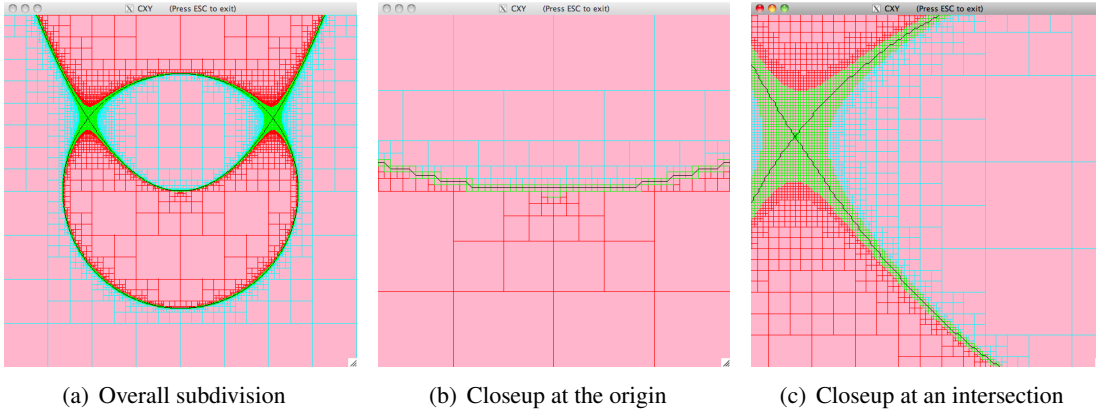 CXY (Press ESC to exit)
CXY (Press ESC to exit)
CXY (Press ESC to exit)
(a) Overall subdivision
(b) Closeup at the origin
(c) Closeup at an intersection